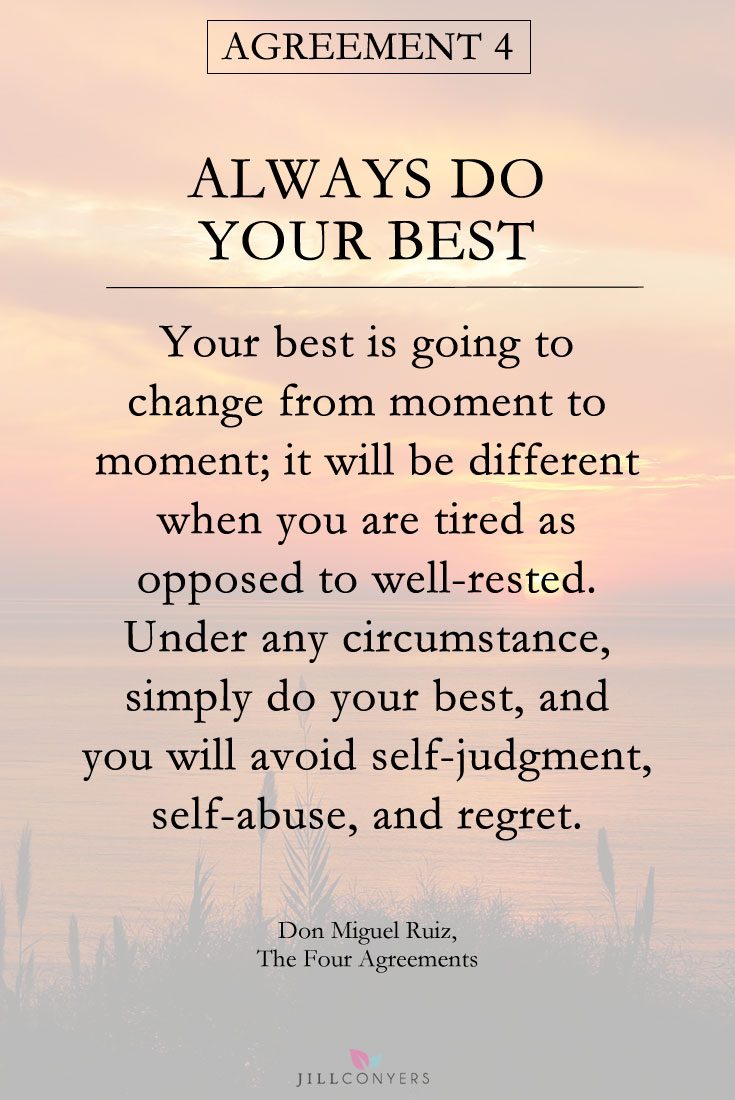 AGREEMENT 4
ALWAYS DO
YOUR BEST
Your best is going to
change from moment to
moment; it will be different
when you are tired as
opposed to well-rested.
Under any circumstance,
simply do your best, and
you will avoid self-judgment,
self-abuse, and regret.
Don Miguel Ruiz,
The Four Agreements
JILLCONYERS